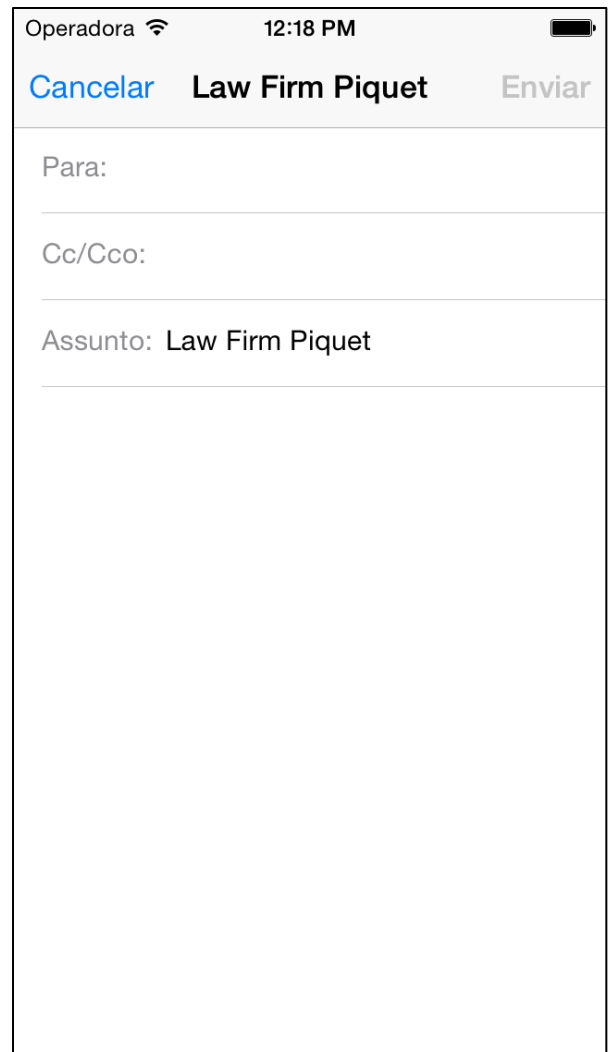 Operadora 12:18 PM
Cancelar Law Firm Piquet Enviar
Para:
Cc/Cco:
Assunto: Law Firm Piquet